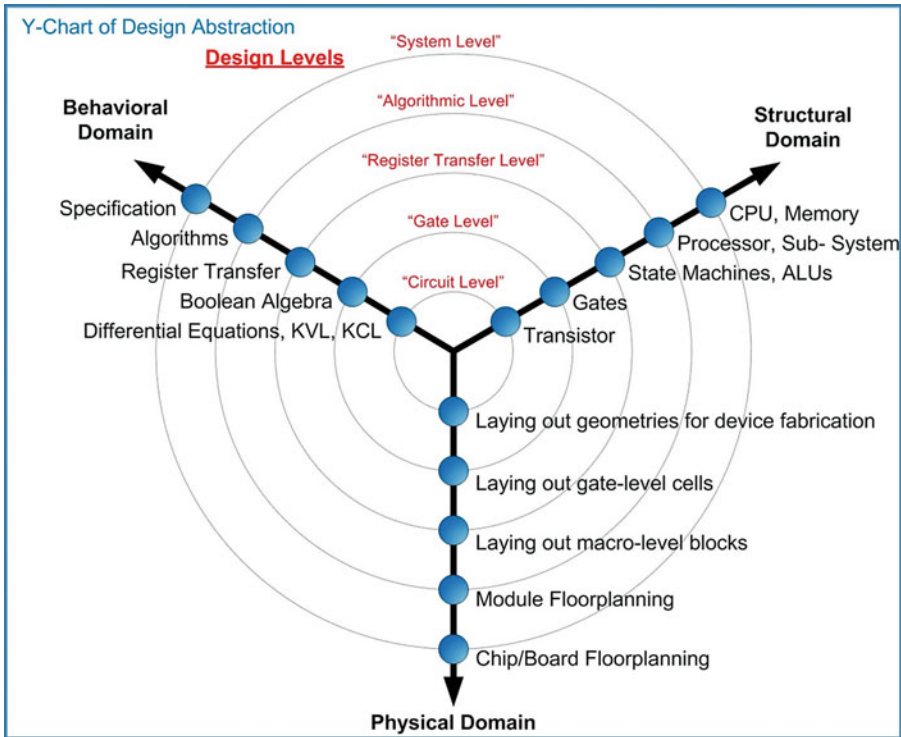 Y-Chart of Design Abstraction
Design Levels
“System Level”
“Algorithmic Level”
“Register Transfer Level”
“Gate Level”
“Circuit Level”
Behavioral
Domain
Specification
Algorithms
Register Transfer
Boolean Algebra
Differential Equations, KVL, KCL
Structural
Domain
CPU, Memory
Processor, Sub- System
State Machines, ALUs
Gates
Transistor
Laying out geometries for device fabrication
Laying out gate-level cells
Laying out macro-level blocks
Module Floorplanning
Chip/Board Floorplanning
Physical Domain